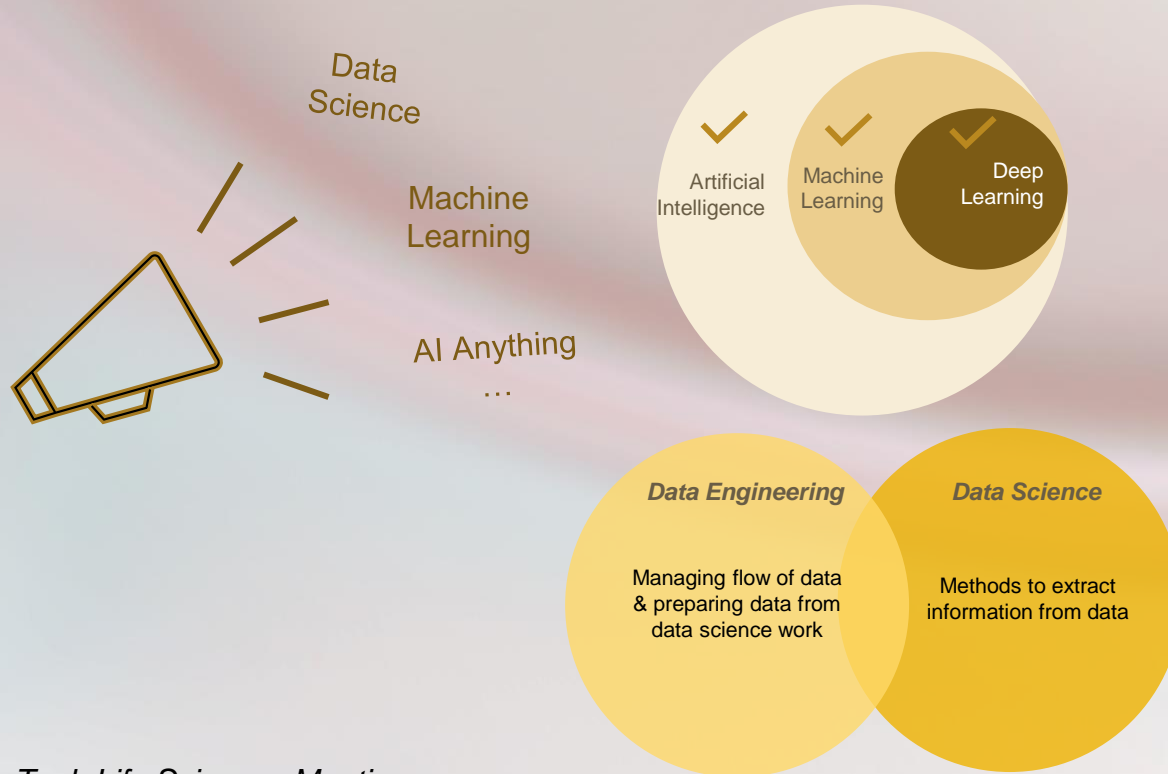 Data
Science
Machine
Learning
AI Anything
...
Artificial
Intelligence
Machine
Learning
Deep
Learning
Data Engineering
Managing flow of data
& preparing data from
data science work
Data Science
Methods to extract
information from data